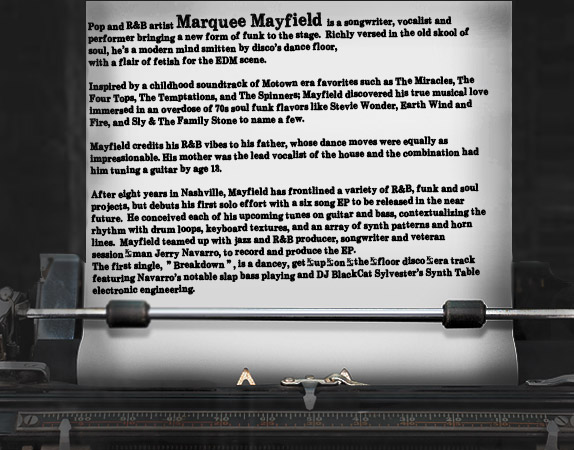 Pop and R&B artist Marquee Mayfield is a songwriter, vocalist and
performer bringing a new form of funk to the stage. Richly versed in the old skool of
soul, he's a modern mind smitten by disco's dance floor,
with a flair of fetish for the EDM scene.
Inspired by a childhood soundtrack of Motown era favorites such as The Miracles, The
Four Tops, The Temptations, and The Spinners; Mayfield discovered his true musical love
immersed in an overdose of 70s soul funk flavors like Stevie Wonder, Earth Wind and
Fire, and Sly & The Family Stone to name a few.
Mayfield credits his R&B vibes to his father, whose dance moves were equally as
impressionable. His mother was the lead vocalist of the house and the combination had
him tuning a guitar by age 12.
After eight years in Nashville, Mayfield has frontlined a variety of R&B, funk and soul
projects, but debuts his first solo effort with a six song EP to be released in the near
future. He conceived each of his upcoming tunes on guitar and bass, contextualizing the
rhythm with drum loops, keyboard textures, and an array of synth patterns and horn
lines. Mayfield teamed up with jazz and R&B producer, songwriter and veteran
session man Jerry Navarro, to record and produce the EP.
The first single, "Breakdown", is a dancey, get up on the floor disco era track
featuring Navarro's notable slap bass playing and DJ BlackCat Sylvester's Synth Table
electronic engineering.